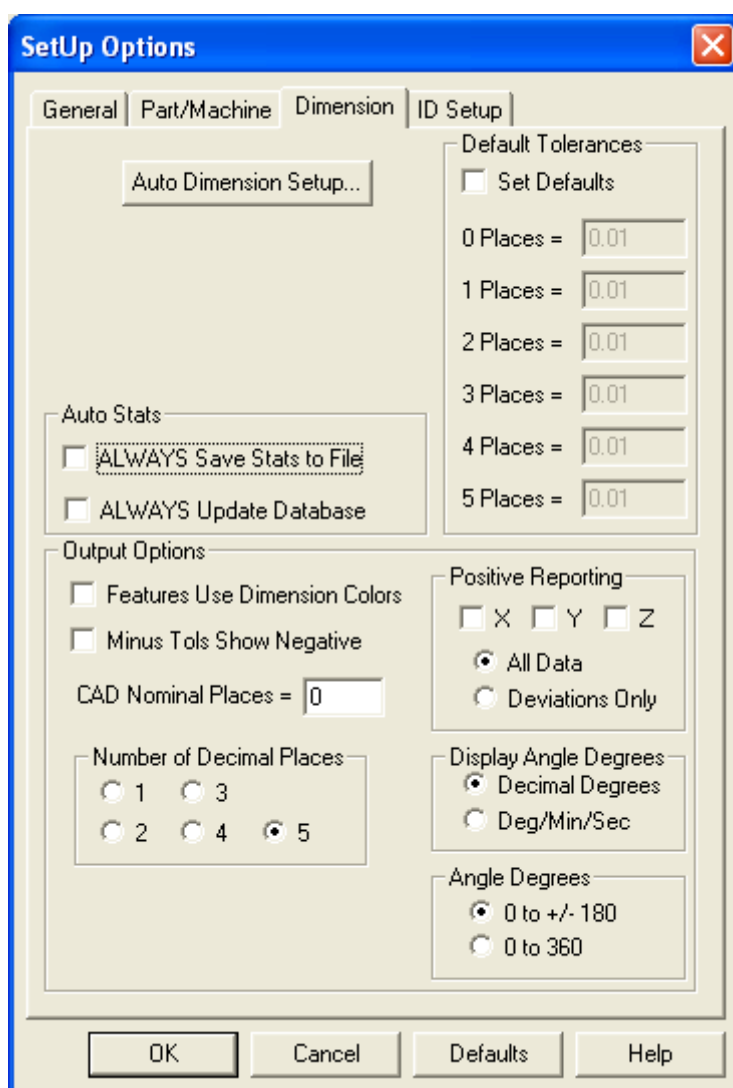 SetUp Options
General
Part/Machine
Dimension
ID Setup
Auto Dimension Setup...
Default Tolerances
Set Defaults
0 Places =
0.01
1 Places =
0.01
2 Places =
0.01
3 Places =
0.01
4 Places =
0.01
5 Places =
0.01
Auto Stats
ALWAYS Save Stats to File
ALWAYS Update Database
Output Options
Features Use Dimension Colors
Minus Tols Show Negative
CAD Nominal Places =
0
Number of Decimal Places
1
3
2
4
5
Positive Reporting
X
Y
Z
All Data
Deviations Only
Display Angle Degrees
Decimal Degrees
Deg/Min/Sec
Angle Degrees
0 to +/- 180
0 to 360
OK
Cancel
Defaults
Help